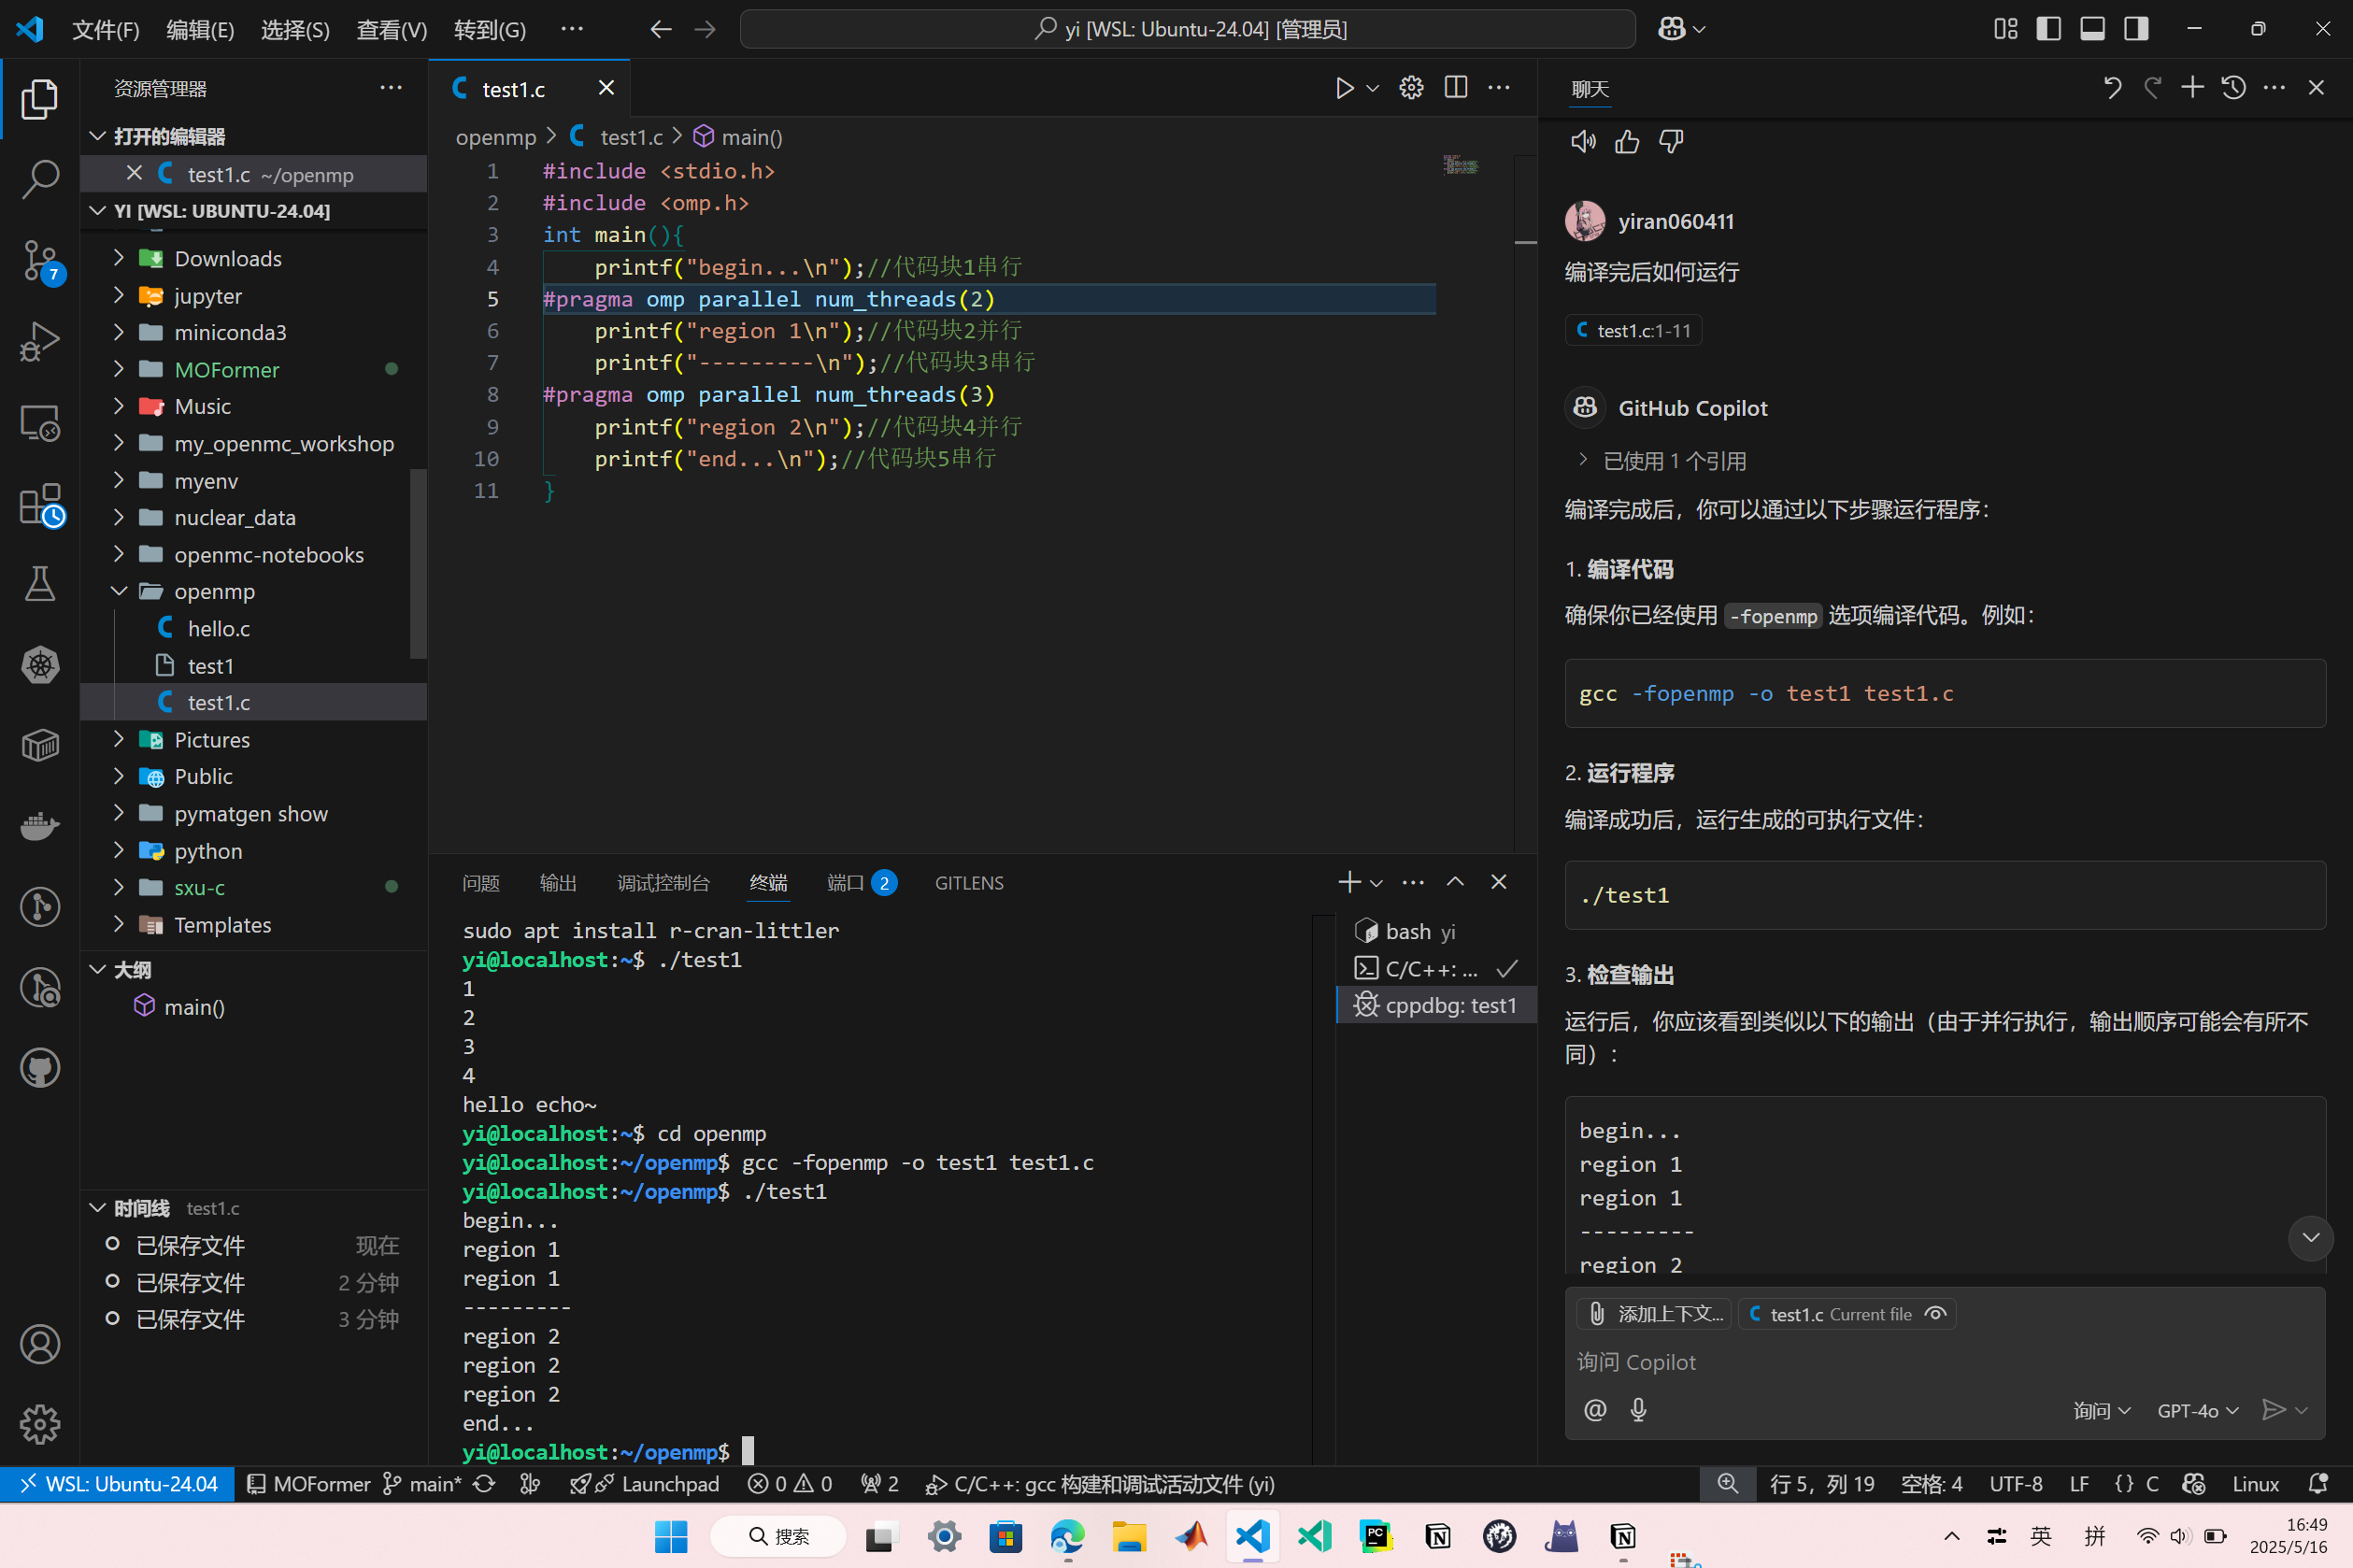 文件(F) 编辑(E) 选择(S) 查看(V) 转到(G) ···
yi [WSL: Ubuntu-24.04] [管理员]
资源管理器
打开的编辑器
test1.c ~/openmp
YI [WSL: UBUNTU-24.04]
Downloads
jupyter
miniconda3
MOFormer
Music
my_openmc_workshop
myenv
nuclear_data
openmc-notebooks
openmp
hello.c
test1
test1.c
Pictures
Public
pymatgen show
python
sxu-c
Templates
大纲
main()
时间线 test1.c
已保存文件 现在
已保存文件 2 分钟
已保存文件 3 分钟
7
test1.c
openmp > test1.c > main()
1 #include <stdio.h>
2 #include <omp.h>
3 int main(){
4 printf("begin...\n");//代码块1串行
5 #pragma omp parallel num_threads(2)
6 printf("region 1\n");//代码块2并行
7 printf("---------\n");//代码块3串行
8 #pragma omp parallel num_threads(3)
9 printf("region 2\n");//代码块4并行
10 printf("end...\n");//代码块5串行
11 }
问题 输出 调试控制台 终端 端口 2 GITLENS
sudo apt install r-cran-littler
yi@localhost:~$ ./test1
1
2
3
4
hello echo~
yi@localhost:~$ cd openmp
yi@localhost:~/openmp$ gcc -fopenmp -o test1 test1.c
yi@localhost:~/openmp$ ./test1
begin...
region 1
region 1
---------
region 2
region 2
region 2
end...
yi@localhost:~/openmp$
bash yi
C/C++: ...
cppdbg: test1
聊天
yiran060411
编译完后如何运行
test1.c:1-11
GitHub Copilot
已使用 1 个引用
编译完成后，你可以通过以下步骤运行程序：
1. 编译代码
确保你已经使用 -fopenmp 选项编译代码。例如：
gcc -fopenmp -o test1 test1.c
2. 运行程序
编译成功后，运行生成的可执行文件：
./test1
3. 检查输出
运行后，你应该看到类似以下的输出（由于并行执行，输出顺序可能会有所不
同）：
begin...
region 1
region 1
---------
region 2
添加上下文... test1.c Current file
询问 Copilot
@ 询问 GPT-4o
WSL: Ubuntu-24.04 MOFormer main* Launchpad 0 0 2 C/C++: gcc 构建和调试活动文件 (yi) 行 5，列 19 空格: 4 UTF-8 LF {} C Linux
搜索
PC
英 拼
16:49
2025/5/16